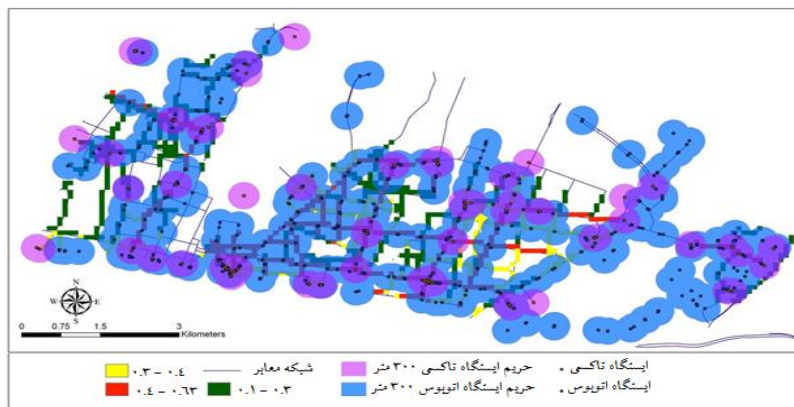 N
W E
S
0 0.75 1.5 3
Kilometers
ایستگاه تاکسی حریم ایستگاه تاکسی ۳۰۰ متر شبکه معابر ۰.۳ - ۰.۴
ایستگاه اتوبوس حریم ایستگاه اتوبوس ۳۰۰ متر ۰.۱ - ۰.۳ ۰.۴ - ۰.۶۳